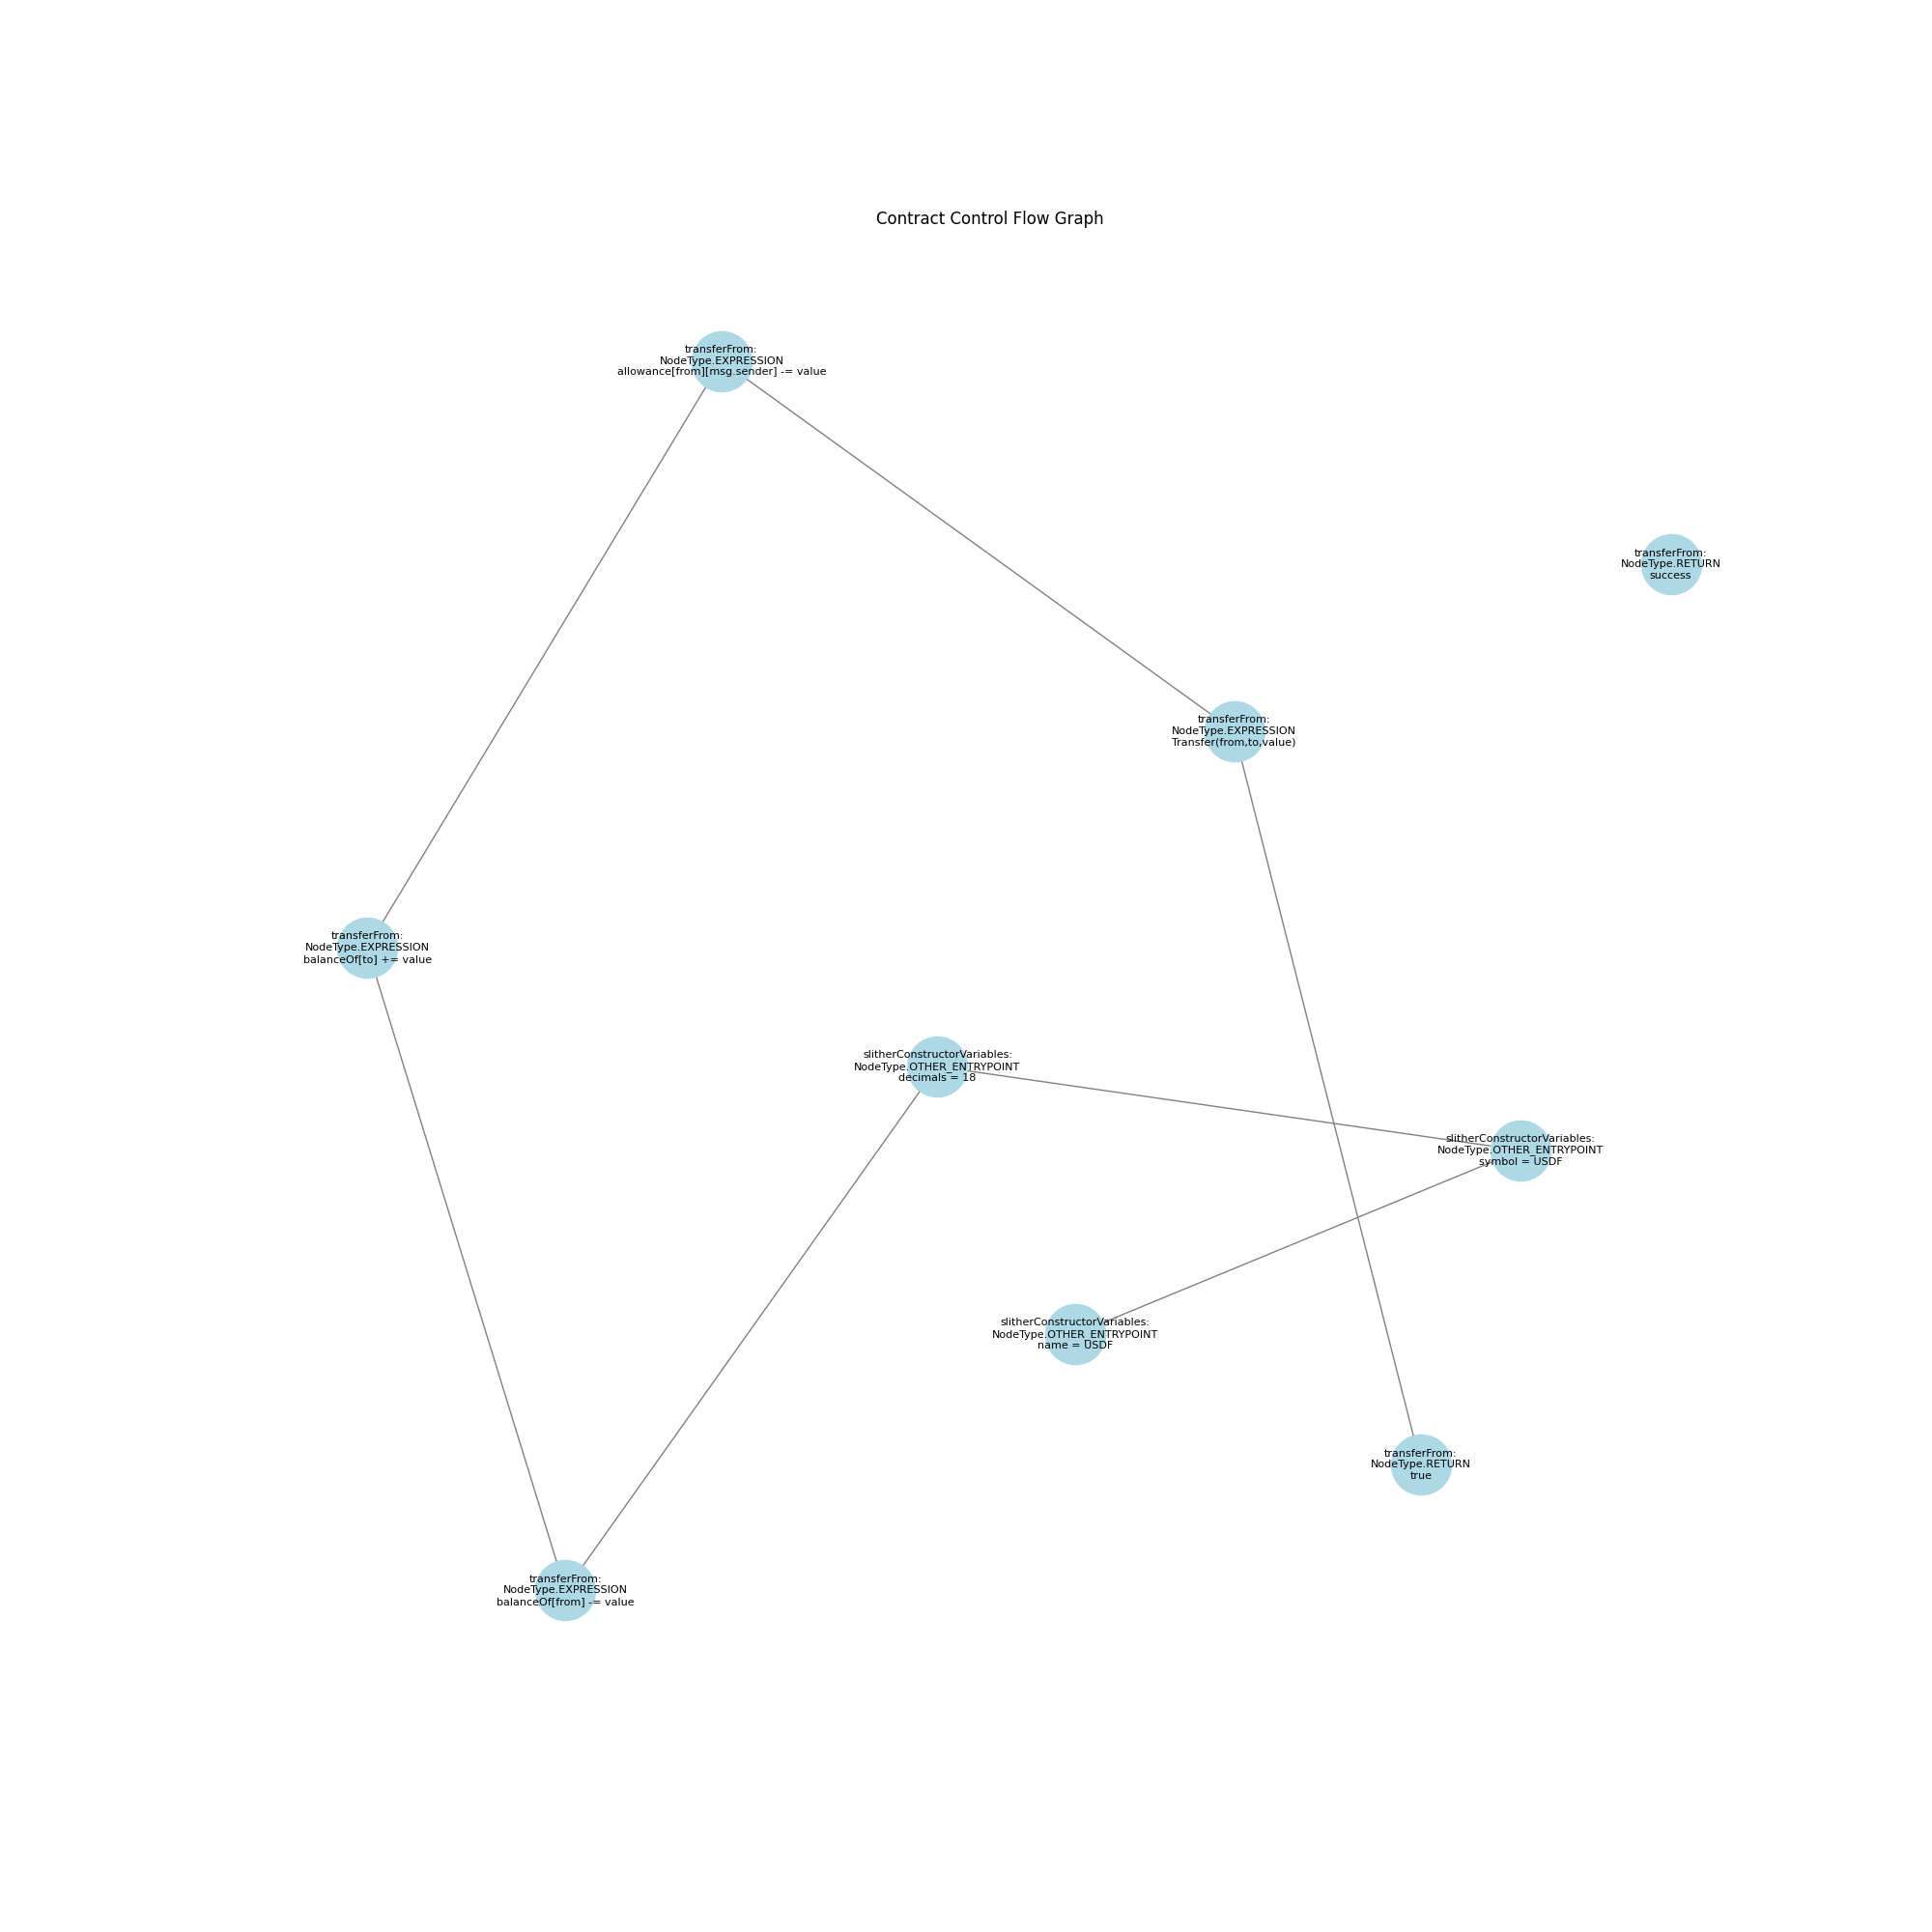 Contract Control Flow Graph
transferFrom:
NodeType.EXPRESSION
allowance[from][msg.sender] -= value
transferFrom:
NodeType.RETURN
success
transferFrom:
NodeType.EXPRESSION
Transfer(from,to,value)
transferFrom:
NodeType.EXPRESSION
balanceOf[to] += value
slitherConstructorVariables:
NodeType.OTHER_ENTRYPOINT
decimals = 18
slitherConstructorVariables:
NodeType.OTHER_ENTRYPOINT
symbol = USDF
slitherConstructorVariables:
NodeType.OTHER_ENTRYPOINT
name = USDF
transferFrom:
NodeType.RETURN
true
transferFrom:
NodeType.EXPRESSION
balanceOf[from] -= value